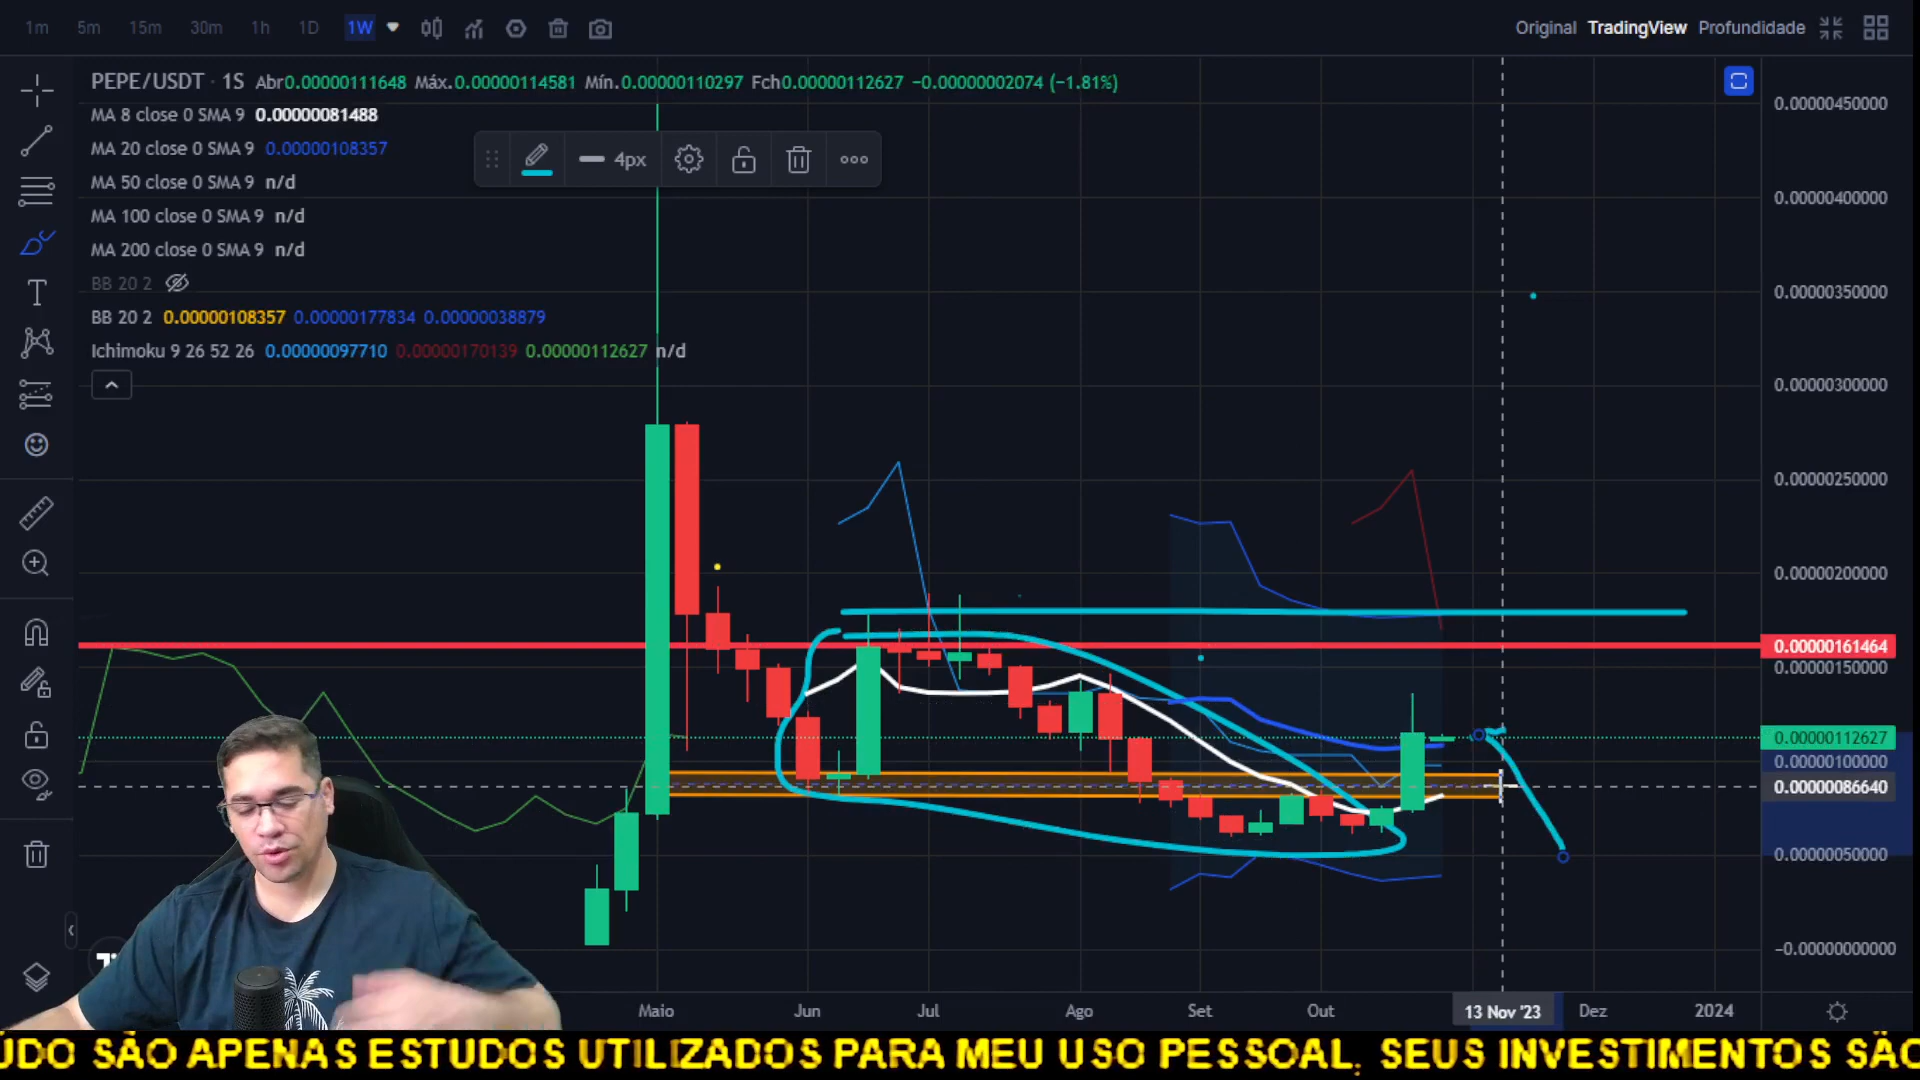 1m 5m 15m 30m 1h 1D 1W
Original TradingView Profundidade
PEPE/USDT · 1S Abr0.00000111648 Máx.0.00000114581 Mín.0.00000110297 Fch0.00000112627 −0.00000002074 (−1.81%)
MA 8 close 0 SMA 9 0.00000081488
MA 20 close 0 SMA 9 0.00000108357
MA 50 close 0 SMA 9 n/d
MA 100 close 0 SMA 9 n/d
MA 200 close 0 SMA 9 n/d
BB 20 2
BB 20 2 0.00000108357 0.00000177834 0.00000038879
Ichimoku 9 26 52 26 0.00000097710 0.00000170139 0.00000112627 n/d
4px
0.00000450000
0.00000400000
0.00000350000
0.00000300000
0.00000250000
0.00000200000
0.00000161464
0.00000150000
0.00000112627
0.00000100000
0.00000086640
0.00000050000
−0.00000000000
Maio Jun Jul Ago Set Out 13 Nov '23 Dez 2024
ÚDO SÃO APENAS ESTUDOS UTILIZADOS PARA MEU USO PESSOAL, SEUS INVESTIMENTOS SÃO